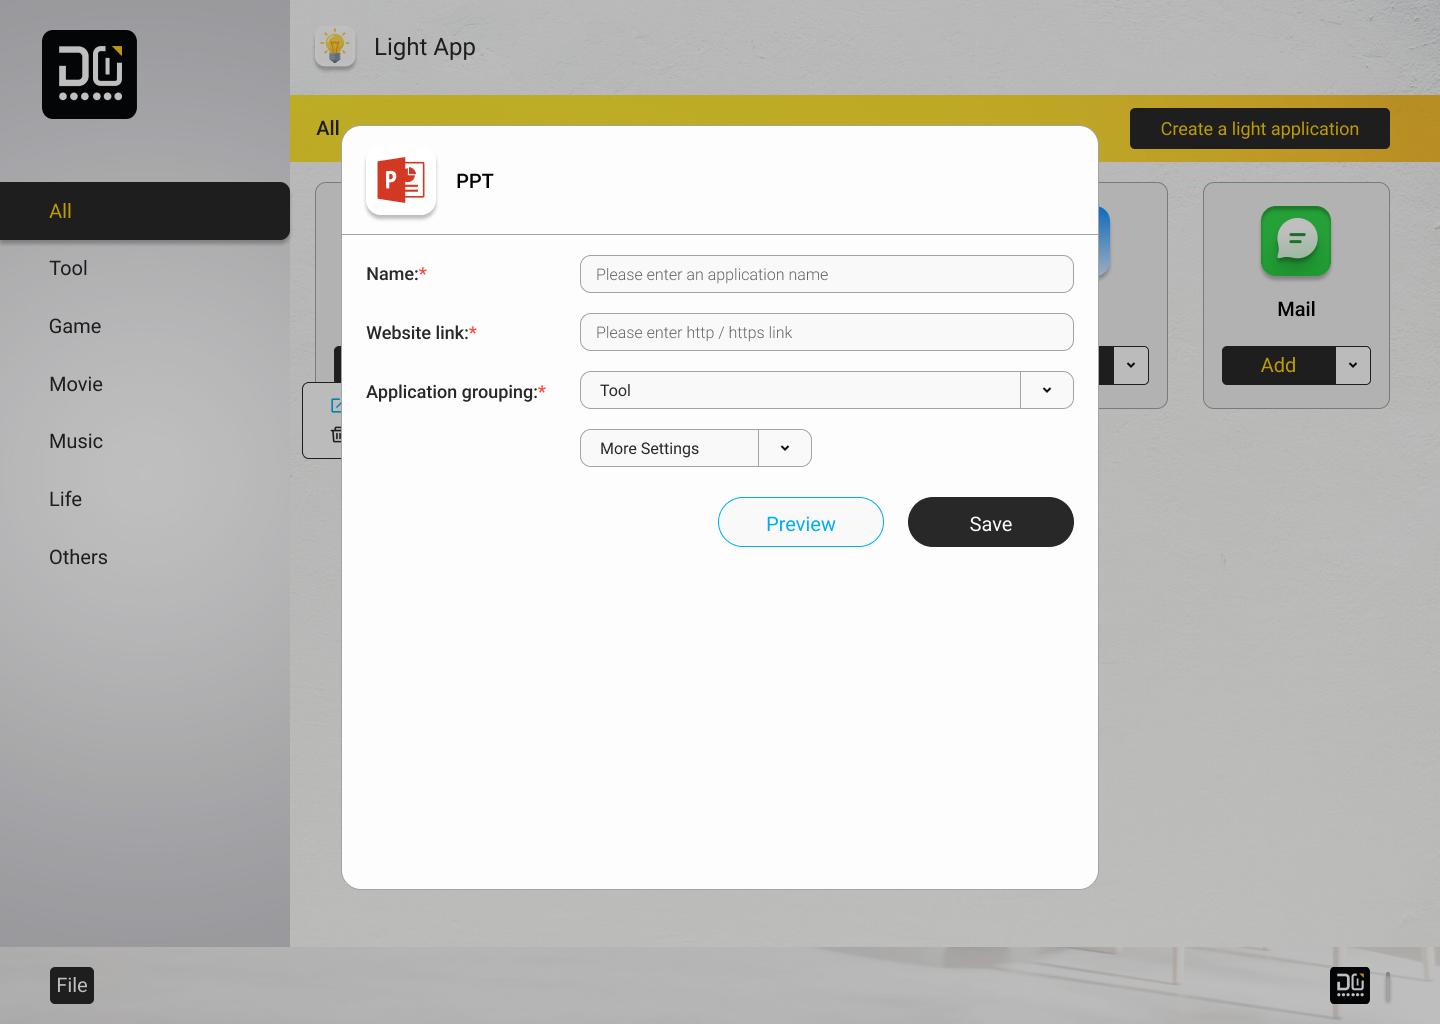 Light App
All
Create a light application
PPT
All
Tool
Game
Movie
Music
Life
Others
Name:*
Please enter an application name
Website link:*
Please enter http / https link
Application grouping:*
Tool
More Settings
Preview
Save
Mail
Add
File